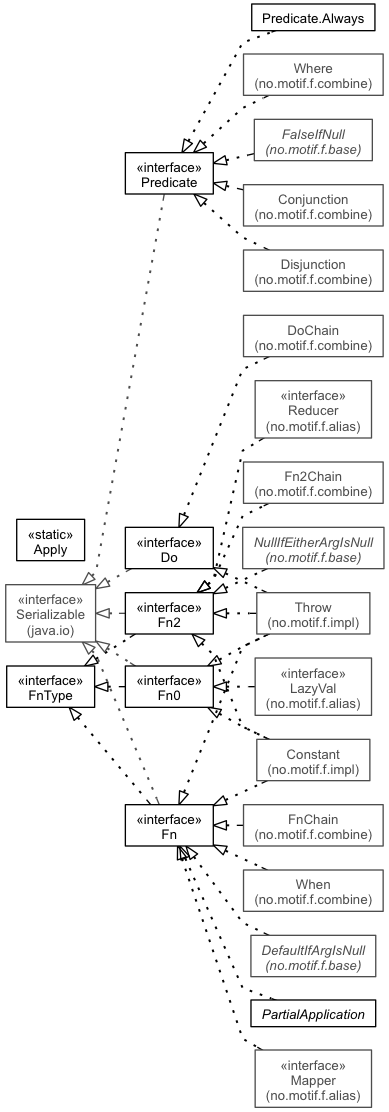 Predicate.Always
Where
(no.motif.f.combine)
FalseIfNull
(no.motif.f.base)
«interface»
Predicate
Conjunction
(no.motif.f.combine)
Disjunction
(no.motif.f.combine)
DoChain
(no.motif.f.combine)
«interface»
Reducer
(no.motif.f.alias)
Fn2Chain
(no.motif.f.combine)
«static»
Apply
«interface»
Do
NullIfEitherArgIsNull
(no.motif.f.base)
«interface»
Serializable
(java.io)
«interface»
Fn2
Throw
(no.motif.f.impl)
«interface»
FnType
«interface»
Fn0
«interface»
LazyVal
(no.motif.f.alias)
Constant
(no.motif.f.impl)
«interface»
Fn
FnChain
(no.motif.f.combine)
When
(no.motif.f.combine)
DefaultIfArgIsNull
(no.motif.f.base)
PartialApplication
«interface»
Mapper
(no.motif.f.alias)